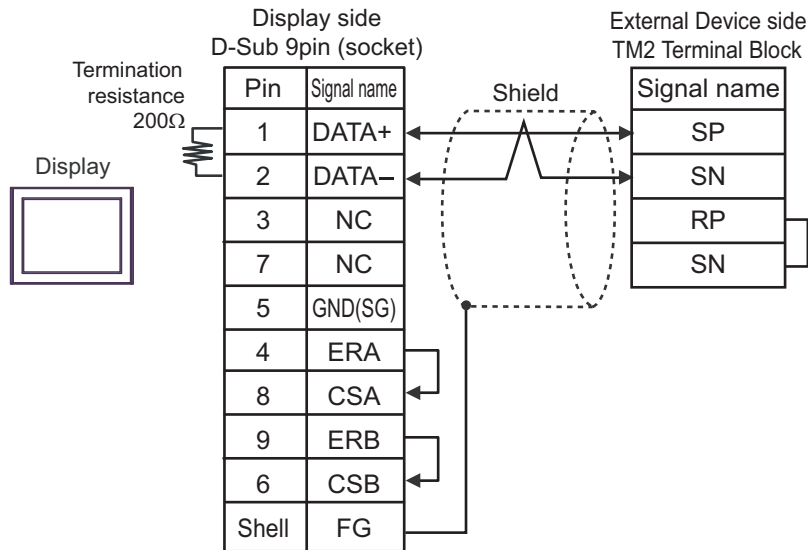 Display side
D-Sub 9pin (socket)
External Device side
TM2 Terminal Block
Termination
resistance
200Ω
Display
Shield
Pin Signal name
1 DATA+
2 DATA−
3 NC
7 NC
5 GND(SG)
4 ERA
8 CSA
9 ERB
6 CSB
Shell FG
Signal name
SP
SN
RP
SN